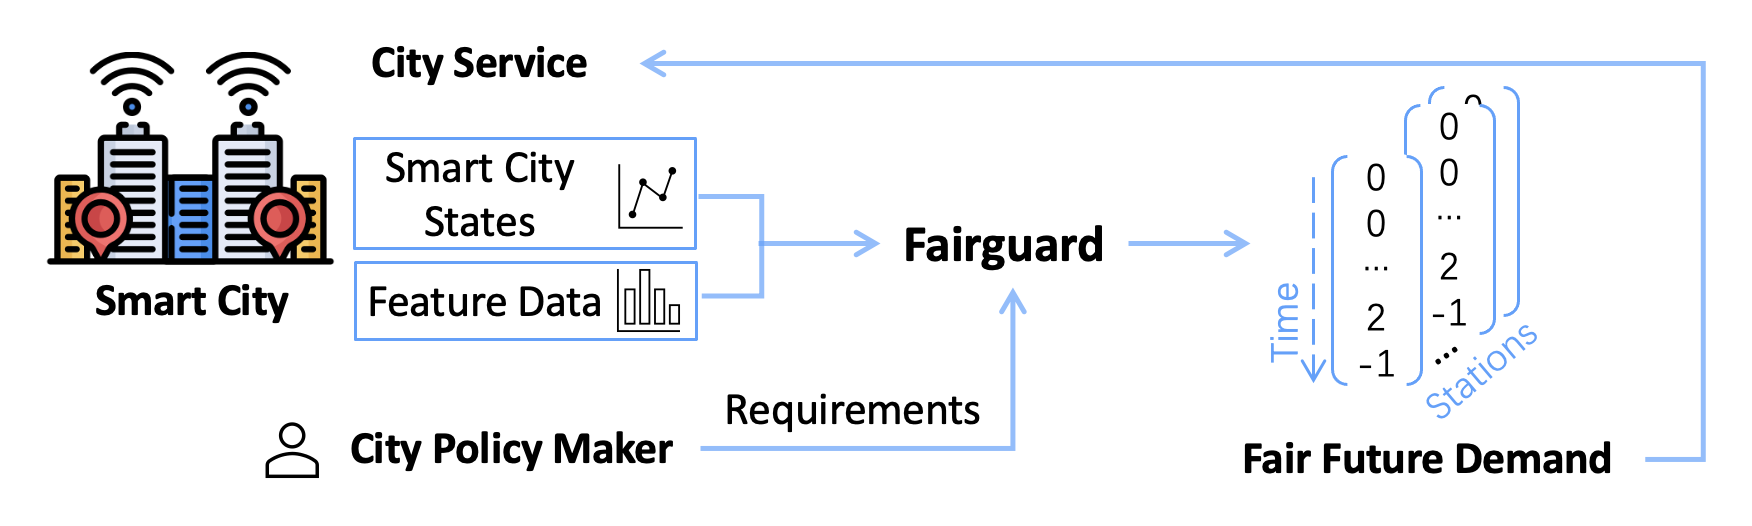 City Service
Smart City
States
Feature Data
Smart City
Fairguard
Requirements
City Policy Maker
Time
0
0
...
2
-1
0
0
...
2
-1
...
Stations
Fair Future Demand